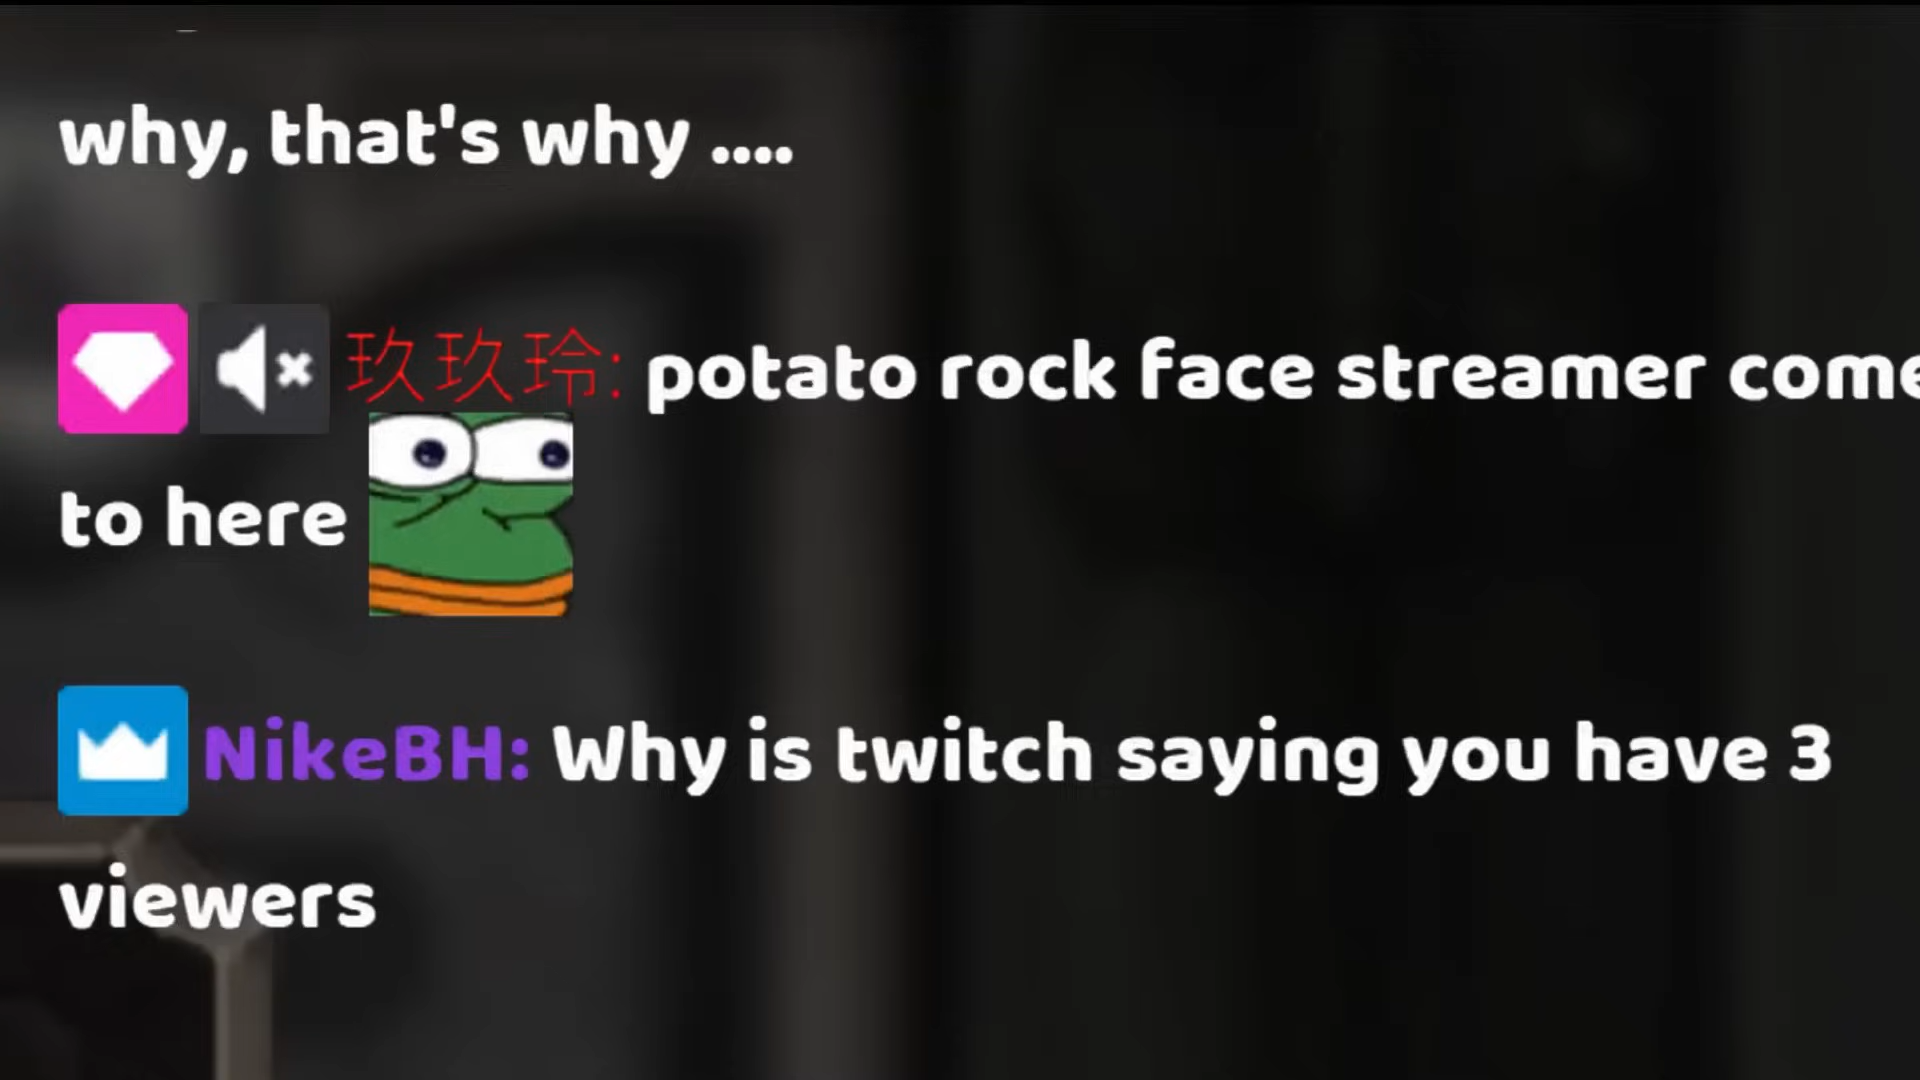 why, that's why ....
玖玖玲: potato rock face streamer come
to here
NikeBH: Why is twitch saying you have 3
viewers